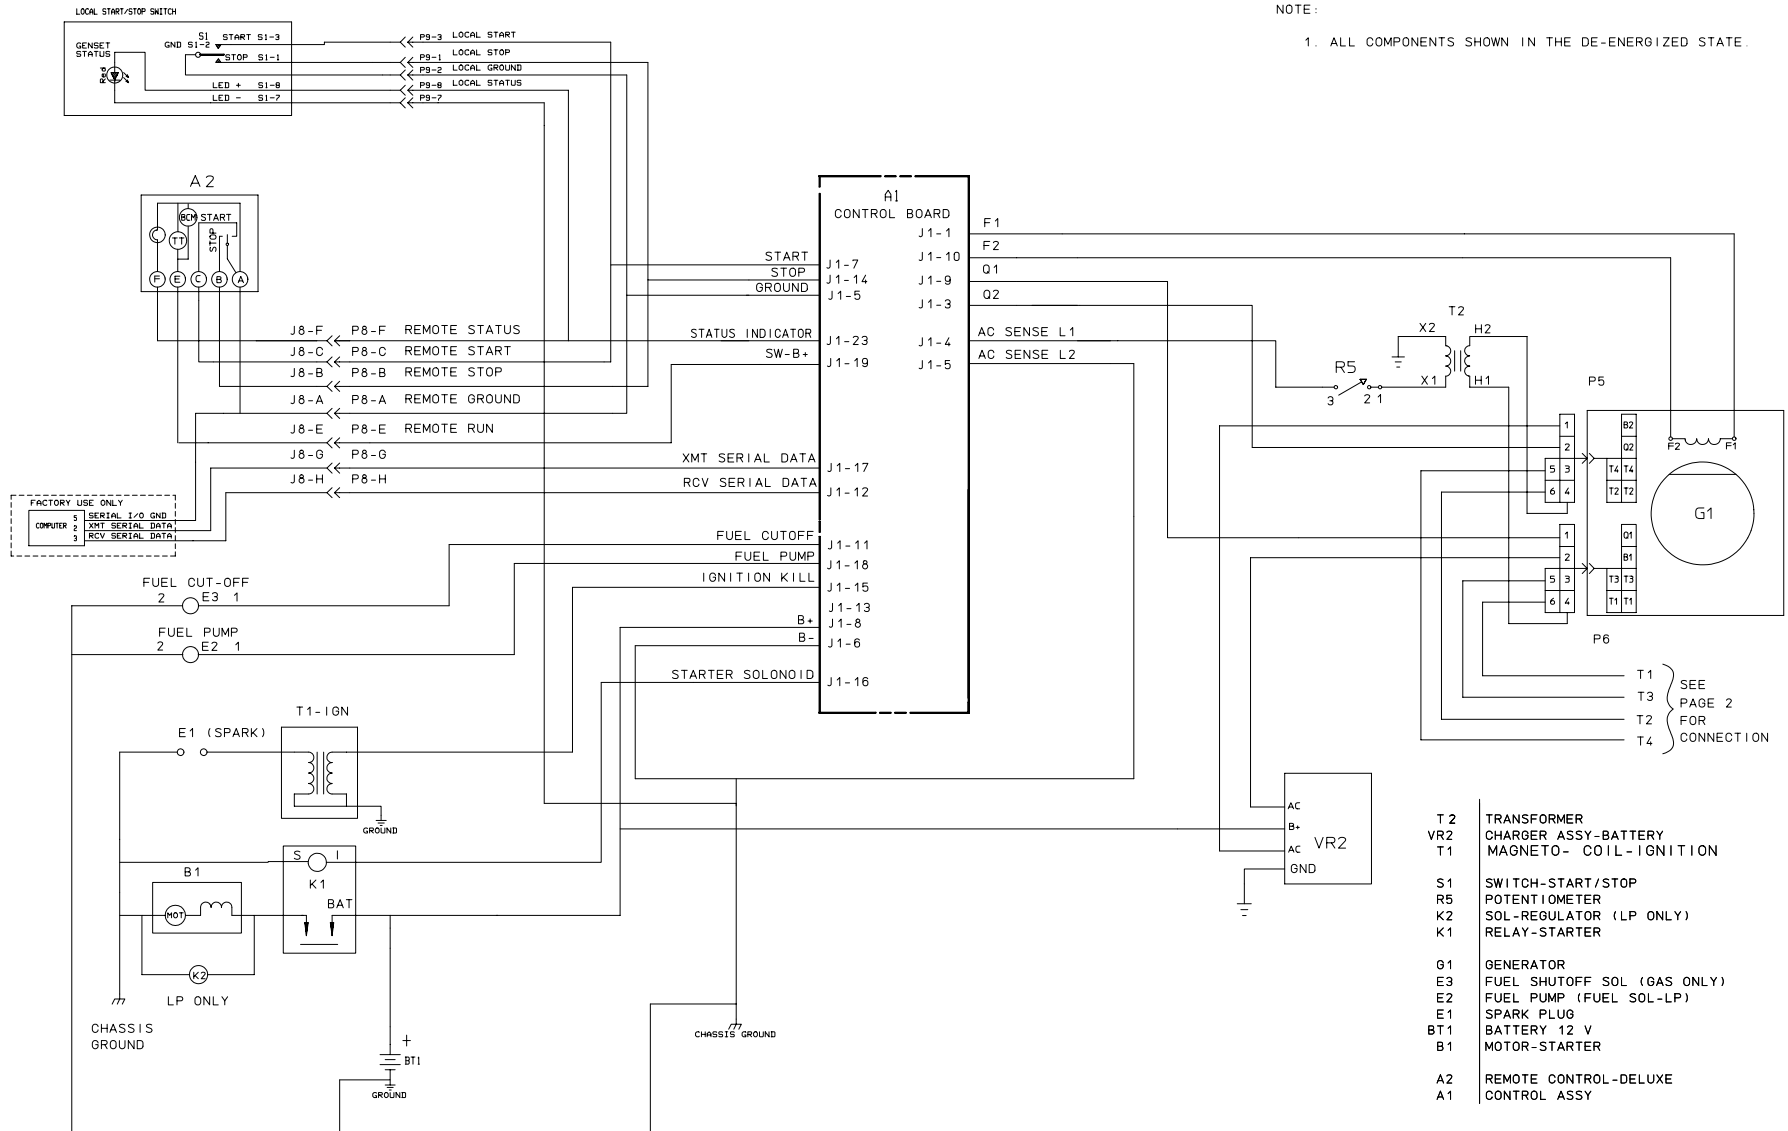 LOCAL START/STOP SWITCH
GENSET
STATUS
Red
S1
GND S1-2
START S1-3
STOP S1-1
LED + S1-8
LED - S1-7
P9-3 LOCAL START
P9-1 LOCAL STOP
P9-2 LOCAL GROUND
P9-8 LOCAL STATUS
P9-7
NOTE:
1. ALL COMPONENTS SHOWN IN THE DE-ENERGIZED STATE.
A2
BCM START
TT
STOP
F E C B A
J8-F P8-F REMOTE STATUS
J8-C P8-C REMOTE START
J8-B P8-B REMOTE STOP
J8-A P8-A REMOTE GROUND
J8-E P8-E REMOTE RUN
J8-G P8-G
J8-H P8-H
FACTORY USE ONLY
COMPUTER
5 SERIAL I/O GND
2 XMT SERIAL DATA
3 RCV SERIAL DATA
A1
CONTROL BOARD
START J1-7
STOP J1-14
GROUND J1-5
STATUS INDICATOR J1-23
SW-B+ J1-19
XMT SERIAL DATA J1-17
RCV SERIAL DATA J1-12
FUEL CUTOFF J1-11
FUEL PUMP J1-18
IGNITION KILL J1-15
J1-13
B+ J1-8
B- J1-6
STARTER SOLONOID J1-16
J1-1 F1
J1-10 F2
J1-9 Q1
J1-3 Q2
J1-4 AC SENSE L1
J1-5 AC SENSE L2
T2
X2 H2
X1 H1
R5
3 2 1
P5
1 B2
2 Q2
5 3 T4 T4
6 4 T2 T2
1 Q1
2 B1
5 3 T3 T3
6 4 T1 T1
P6
F2 F1
G1
T1
T3
T2
T4
SEE
PAGE 2
FOR
CONNECTION
FUEL CUT-OFF
2 E3 1
FUEL PUMP
2 E2 1
T1-IGN
E1 (SPARK)
GROUND
S I
K1
BAT
B1
MOT
K2
LP ONLY
CHASSIS
GROUND
+
BT1
GROUND
CHASSIS GROUND
AC
B+
AC
GND
VR2
T2 TRANSFORMER
VR2 CHARGER ASSY-BATTERY
T1 MAGNETO- COIL-IGNITION
S1 SWITCH-START/STOP
R5 POTENTIOMETER
K2 SOL-REGULATOR (LP ONLY)
K1 RELAY-STARTER
G1 GENERATOR
E3 FUEL SHUTOFF SOL (GAS ONLY)
E2 FUEL PUMP (FUEL SOL-LP)
E1 SPARK PLUG
BT1 BATTERY 12 V
B1 MOTOR-STARTER
A2 REMOTE CONTROL-DELUXE
A1 CONTROL ASSY